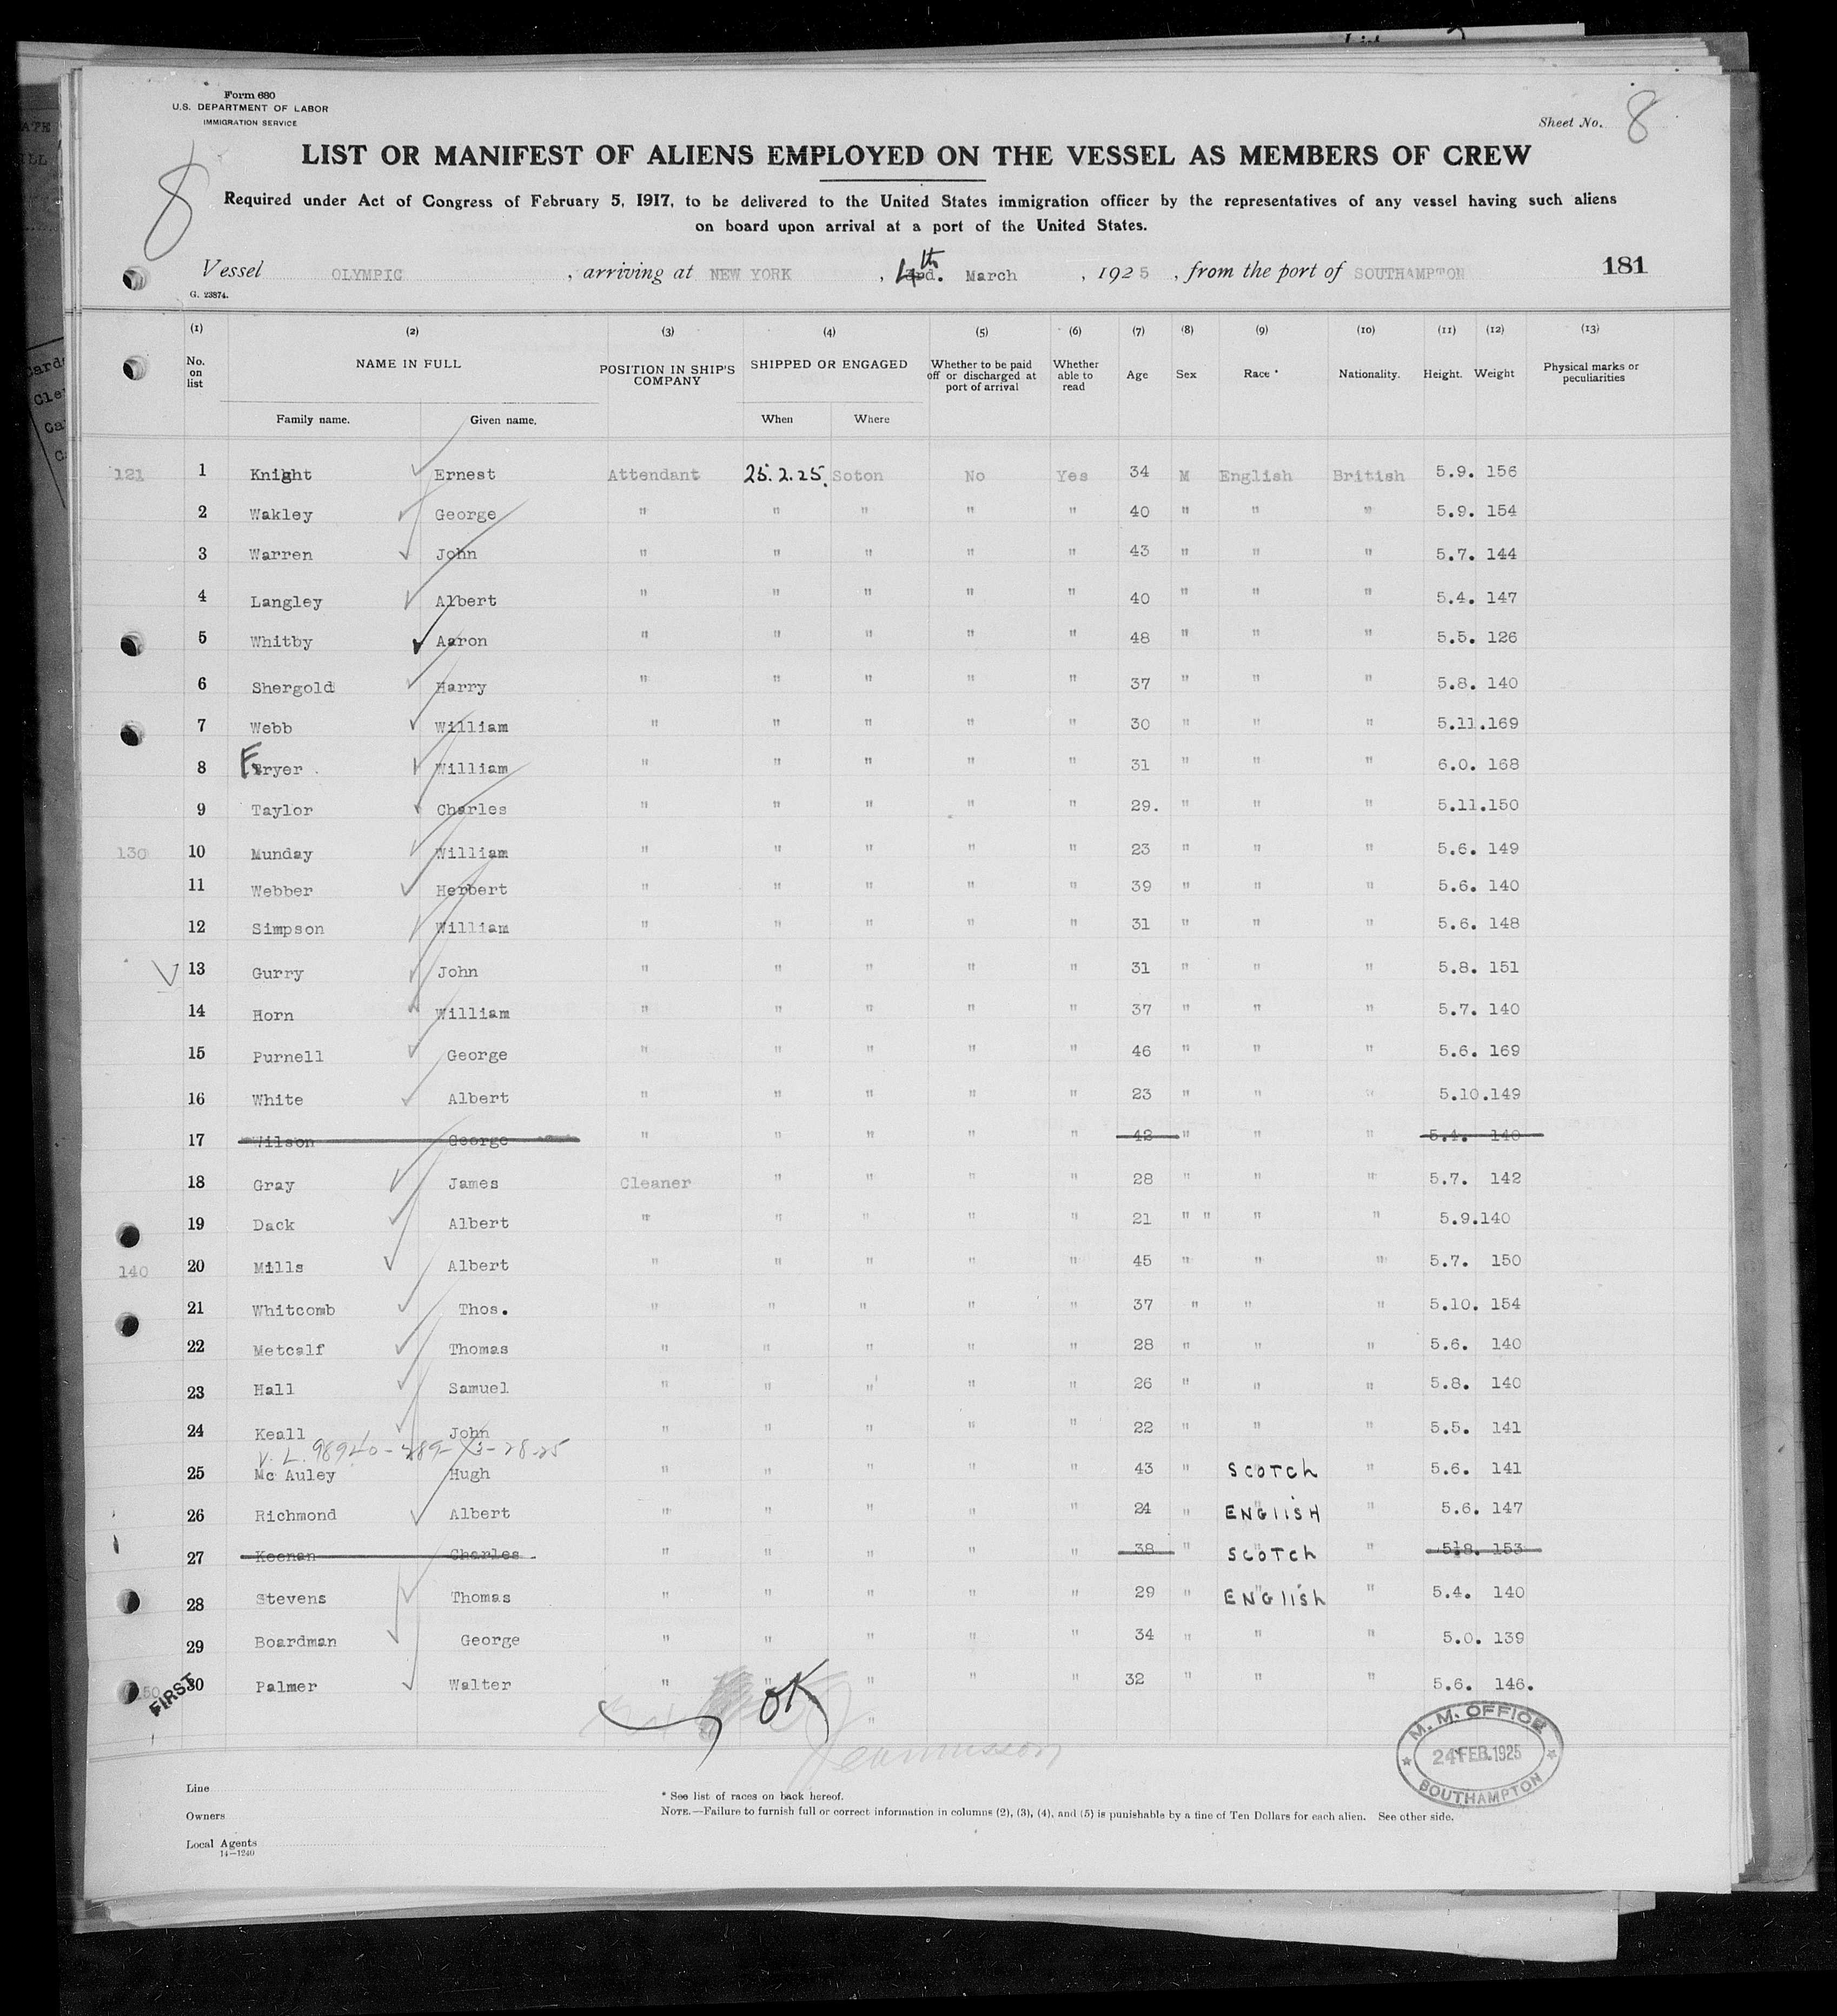 Form 680
U.S. DEPARTMENT OF LABOR
IMMIGRATION SERVICE
Sheet No. 8
8
LIST OR MANIFEST OF ALIENS EMPLOYED ON THE VESSEL AS MEMBERS OF CREW
Required under Act of Congress of February 5, 1917, to be delivered to the United States immigration officer by the representatives of any vessel having such aliens
on board upon arrival at a port of the United States.
Vessel OLYMPIC , arriving at NEW YORK , 4th March , 1925 , from the port of SOUTHAMPTON 181
G. 23874.
(1) (2) (3) (4) (5) (6) (7) (8) (9) (10) (11) (12) (13)
No. on list NAME IN FULL POSITION IN SHIP'S COMPANY SHIPPED OR ENGAGED Whether to be paid off or discharged at port of arrival Whether able to read Age Sex Race * Nationality. Height. Weight Physical marks or peculiarities
Family name. Given name. When Where
121 1 Knight Ernest Attendant 25.2.25. Soton No Yes 34 M English British 5.9. 156
2 Wakley George " " " " " 40 " " " 5.9. 154
3 Warren John " " " " " 43 " " " 5.7. 144
4 Langley Albert " " " " " 40 " " " 5.4. 147
5 Whitby Aaron " " " " " 48 " " " 5.5. 126
6 Shergold Harry " " " " " 37 " " " 5.8. 140
7 Webb William " " " " " 30 " " " 5.11.169
8 Fryer . William " " " " " 31 " " " 6.0. 168
9 Taylor Charles " " " " " 29. " " " 5.11.150
130 10 Munday William " " " " " 23 " " " 5.6. 149
11 Webber Herbert " " " " " 39 " " " 5.6. 140
12 Simpson William " " " " " 31 " " " 5.6. 148
13 Gurry John " " " " " 31 " " " 5.8. 151
14 Horn William " " " " " 37 " " " 5.7. 140
15 Purnell George " " " " " 46 " " " 5.6. 169
16 White Albert " " " " " 23 " " " 5.10.149
17 Wilson George " " " " " 42 " " " 5.4. 140
18 Gray James Cleaner " " " " 28 " " " 5.7. 142
19 Dack Albert " " " " " 21 " " " " 5.9.140
140 20 Mills Albert " " " " " 45 " " " 5.7. 150
21 Whitcomb Thos. " " " " " 37 " " " 5.10. 154
22 Metcalf Thomas " " " " " 28 " " " 5.6. 140
23 Hall Samuel " " " " " 26 " " " 5.8. 140
24 Keall John " " " " " 22 " " " 5.5. 141
V. L.
25 Mc Auley Hugh " " " " " 43 " SCOTCH " 5.6. 141
26 Richmond Albert " " " " " 24 " ENGLISH " 5.6. 147
27 Keenan Charles . " " " " " 38 " SCOTCH " 5.8. 153
28 Stevens Thomas " " " " " 29 " ENGLISH " 5.4. 140
29 Boardman George " " " " " 34 " " " 5.0. 139
150 FIRST 30 Palmer Walter " " " " " 32 " " " 5.6. 146.
OK "
M. M. OFFICE
24 FEB. 1925
SOUTHAMPTON
Line
Owners
Local Agents
14—1240
* See list of races on back hereof.
NOTE.—Failure to furnish full or correct information in columns (2), (3), (4), and (5) is punishable by a fine of Ten Dollars for each alien. See other side.